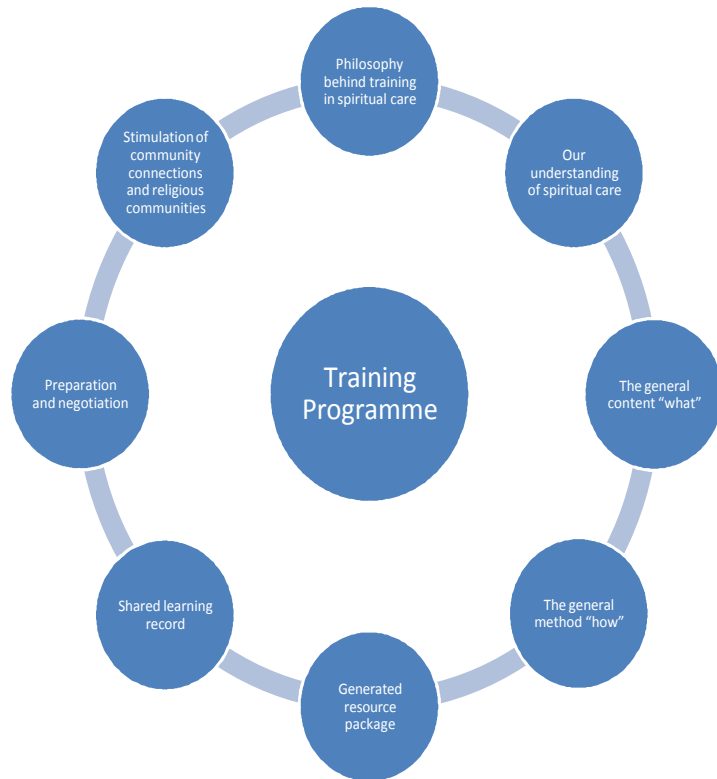 Philosophy
behind training
in spiritual care
Our
understanding
of spiritual care
The general
content “what”
The general
method “how”
Generated
resource
package
Shared learning
record
Preparation
and negotiation
Stimulation of
community
connections
and religious
communities
Training
Programme